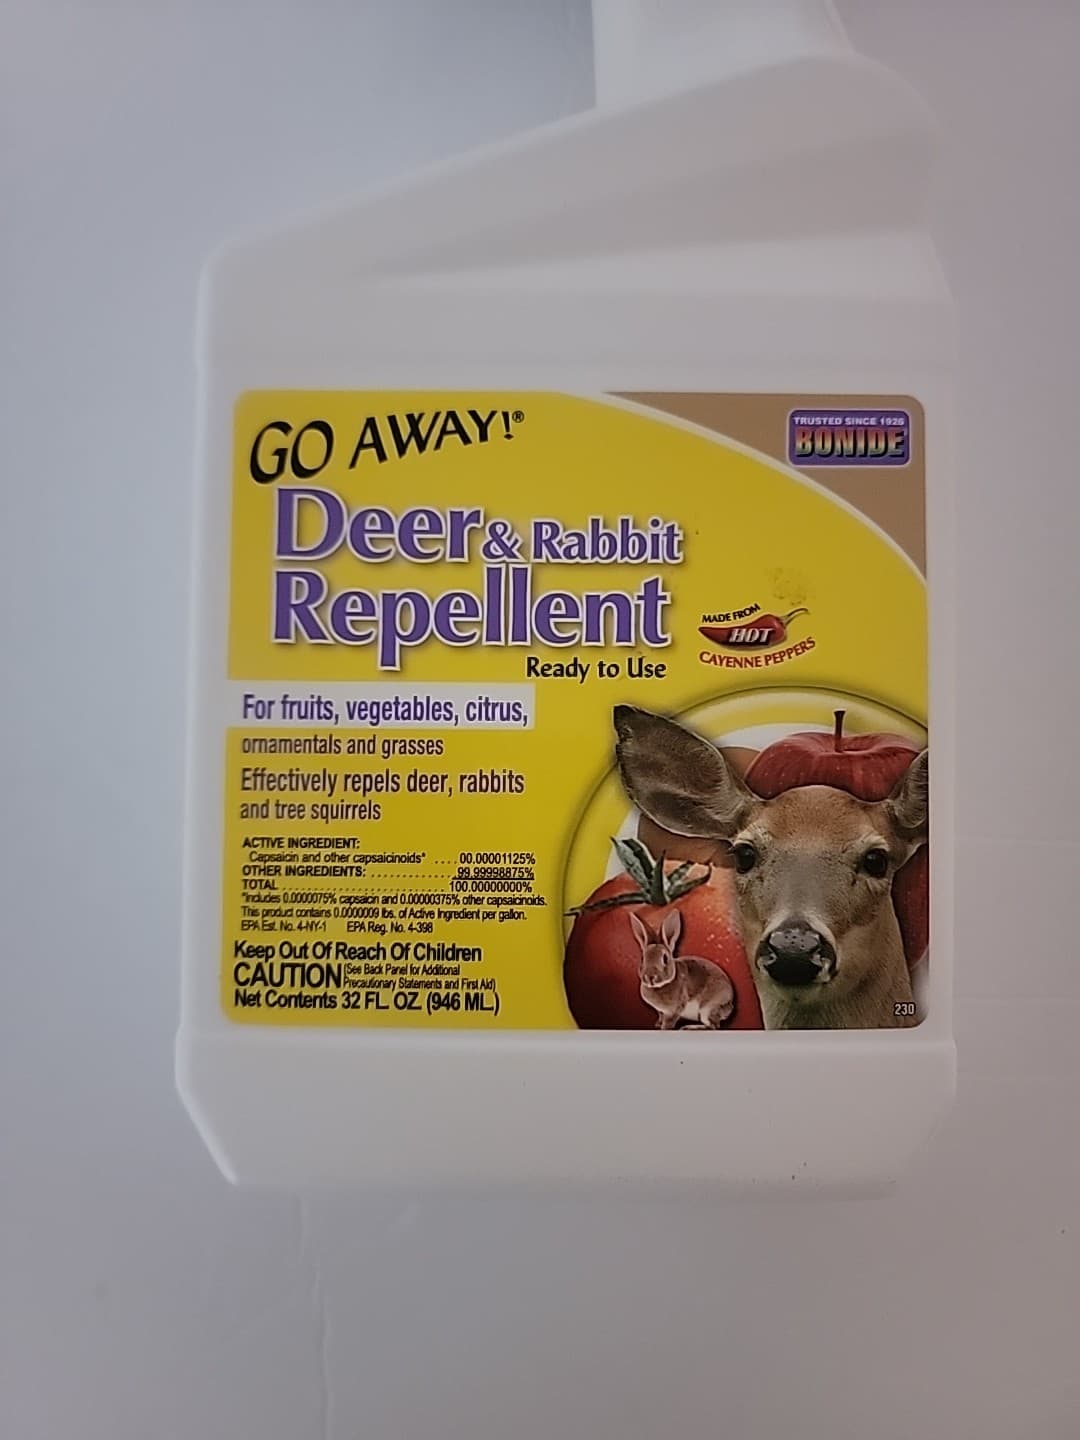 GO AWAY!®
TRUSTED SINCE 1926
BONIDE
Deer & Rabbit
Repellent
Ready to Use
MADE FROM
HOT
CAYENNE PEPPERS
For fruits, vegetables, citrus,
ornamentals and grasses
Effectively repels deer, rabbits
and tree squirrels
ACTIVE INGREDIENT:
Capsaicin and other capsaicinoids* .... 00.00001125%
OTHER INGREDIENTS: ............ 99.99998875%
TOTAL ........................ 100.00000000%
*Includes 0.0000075% capsaicin and 0.00000375% other capsaicinoids.
This product contains 0.0000009 lbs. of Active Ingredient per gallon.
EPA Est. No. 4-NY-1 EPA Reg. No. 4-398
Keep Out Of Reach Of Children
CAUTION (See Back Panel for Additional
Precautionary Statements and First Aid)
Net Contents 32 FL. OZ. (946 ML)
230